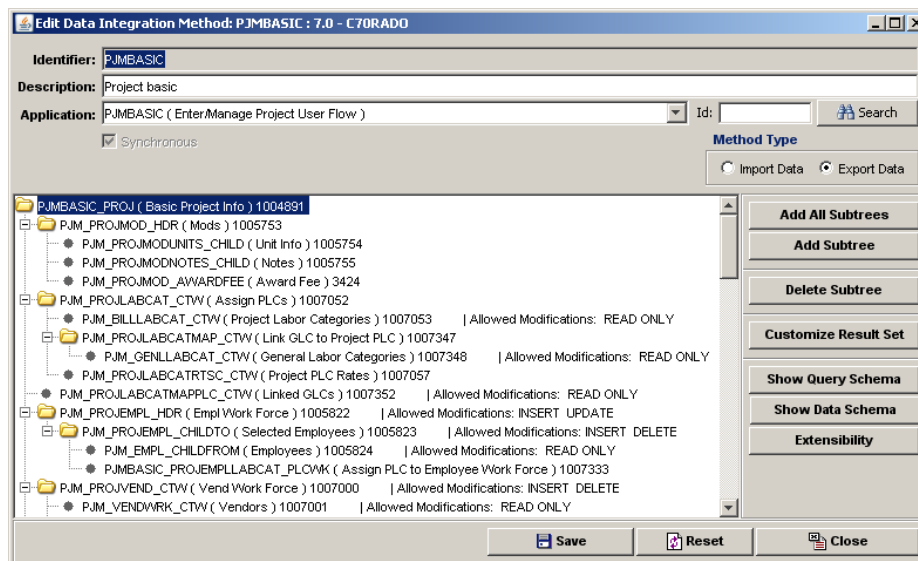 Edit Data Integration Method: PJMBASIC : 7.0 - C70RADO
Identifier: PJMBASIC
Description: Project basic
Application: PJMBASIC ( Enter/Manage Project User Flow ) Id: Search
Synchronous
Method Type
Import Data Export Data
PJMBASIC_PROJ ( Basic Project Info ) 1004891
PJM_PROJMOD_HDR ( Mods ) 1005753
PJM_PROJMODUNITS_CHILD ( Unit Info ) 1005754
PJM_PROJMODNOTES_CHILD ( Notes ) 1005755
PJM_PROJMOD_AWARDFEE ( Award Fee ) 3424
PJM_PROJLABCAT_CTW ( Assign PLCs ) 1007052
PJM_BILLLABCAT_CTW ( Project Labor Categories ) 1007053 | Allowed Modifications: READ ONLY
PJM_PROJLABCATMAP_CTW ( Link GLC to Project PLC ) 1007347
PJM_GENLLABCAT_CTW ( General Labor Categories ) 1007348 | Allowed Modifications: READ ONLY
PJM_PROJLABCATRTSC_CTW ( Project PLC Rates ) 1007057
PJM_PROJLABCATMAPPLC_CTW ( Linked GLCs ) 1007352 | Allowed Modifications: READ ONLY
PJM_PROJEMPL_HDR ( Empl Work Force ) 1005822 | Allowed Modifications: INSERT UPDATE
PJM_PROJEMPL_CHILDTO ( Selected Employees ) 1005823 | Allowed Modifications: INSERT DELETE
PJM_EMPL_CHILDFROM ( Employees ) 1005824 | Allowed Modifications: READ ONLY
PJMBASIC_PROJEMPLLABCAT_PLCWK ( Assign PLC to Employee Work Force ) 1007333
PJM_PROJVEND_CTW ( Vend Work Force ) 1007000 | Allowed Modifications: INSERT DELETE
PJM_VENDWRK_CTW ( Vendors ) 1007001 | Allowed Modifications: READ ONLY
Add All Subtrees
Add Subtree
Delete Subtree
Customize Result Set
Show Query Schema
Show Data Schema
Extensibility
Save Reset Close